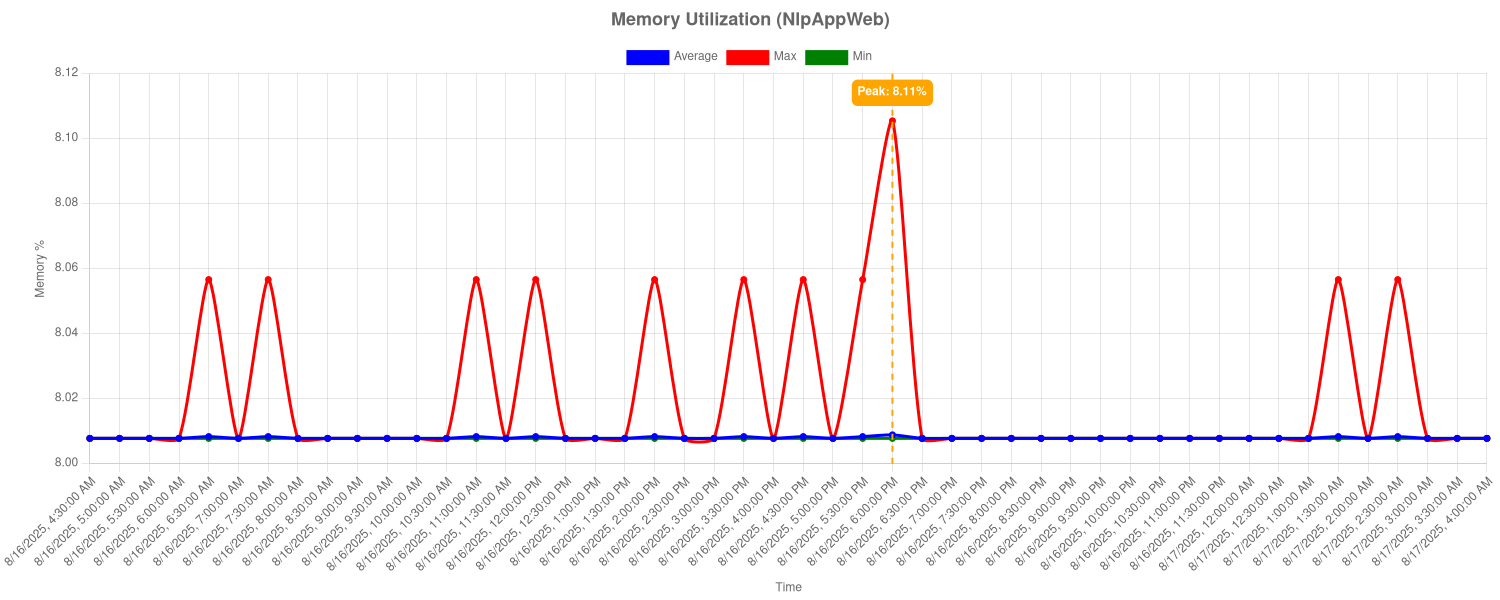 Memory Utilization (NlpAppWeb)
Average Max Min
Peak: 8.11%
8.12
8.10
8.08
8.06
8.04
8.02
8.00
Memory %
8/16/2025, 4:30:00 AM
8/16/2025, 5:00:00 AM
8/16/2025, 5:30:00 AM
8/16/2025, 6:00:00 AM
8/16/2025, 6:30:00 AM
8/16/2025, 7:00:00 AM
8/16/2025, 7:30:00 AM
8/16/2025, 8:00:00 AM
8/16/2025, 8:30:00 AM
8/16/2025, 9:00:00 AM
8/16/2025, 9:30:00 AM
8/16/2025, 10:00:00 AM
8/16/2025, 10:30:00 AM
8/16/2025, 11:00:00 AM
8/16/2025, 11:30:00 AM
8/16/2025, 12:00:00 PM
8/16/2025, 12:30:00 PM
8/16/2025, 1:00:00 PM
8/16/2025, 1:30:00 PM
8/16/2025, 2:00:00 PM
8/16/2025, 2:30:00 PM
8/16/2025, 3:00:00 PM
8/16/2025, 3:30:00 PM
8/16/2025, 4:00:00 PM
8/16/2025, 4:30:00 PM
8/16/2025, 5:00:00 PM
8/16/2025, 5:30:00 PM
8/16/2025, 6:00:00 PM
8/16/2025, 6:30:00 PM
8/16/2025, 7:00:00 PM
8/16/2025, 7:30:00 PM
8/16/2025, 8:00:00 PM
8/16/2025, 8:30:00 PM
8/16/2025, 9:00:00 PM
8/16/2025, 9:30:00 PM
8/16/2025, 10:00:00 PM
8/16/2025, 10:30:00 PM
8/16/2025, 11:00:00 PM
8/16/2025, 11:30:00 PM
8/17/2025, 12:00:00 AM
8/17/2025, 12:30:00 AM
8/17/2025, 1:00:00 AM
8/17/2025, 1:30:00 AM
8/17/2025, 2:00:00 AM
8/17/2025, 2:30:00 AM
8/17/2025, 3:00:00 AM
8/17/2025, 3:30:00 AM
8/17/2025, 4:00:00 AM
Time